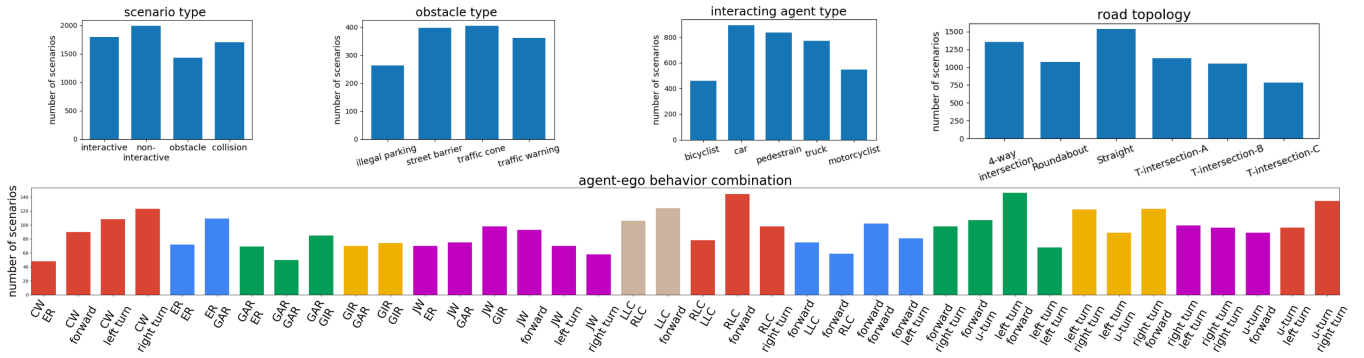 scenario type
number of scenarios
2000
1500
1000
500
0
interactive
non-
interactive
obstacle
collision
obstacle type
number of scenarios
400
300
200
100
0
illegal parking
street barrier
traffic cone
traffic warning
interacting agent type
number of scenarios
800
600
400
200
0
bicyclist
car
pedestrain
truck
motorcyclist
road topology
number of scenarios
1500
1250
1000
750
500
250
0
4-way
intersection
Roundabout
Straight
T-intersection-A
T-intersection-B
T-intersection-C
agent-ego behavior combination
number of scenarios
140
120
100
80
60
40
20
0
CW
ER
CW
forward
CW
left turn
CW
right turn
ER
ER
ER
GAR
GAR
ER
GAR
GAR
GAR
GIR
GIR
GAR
GIR
GIR
JW
ER
JW
GAR
JW
GIR
JW
forward
JW
left turn
JW
right turn
LLC
RLC
LLC
forward
RLC
LLC
RLC
forward
RLC
right turn
forward
LLC
forward
RLC
forward
forward
forward
left turn
forward
right turn
forward
u-turn
left turn
forward
left turn
left turn
left turn
right turn
left turn
u-turn
right turn
forward
right turn
left turn
right turn
right turn
u-turn
forward
u-turn
left turn
u-turn
right turn